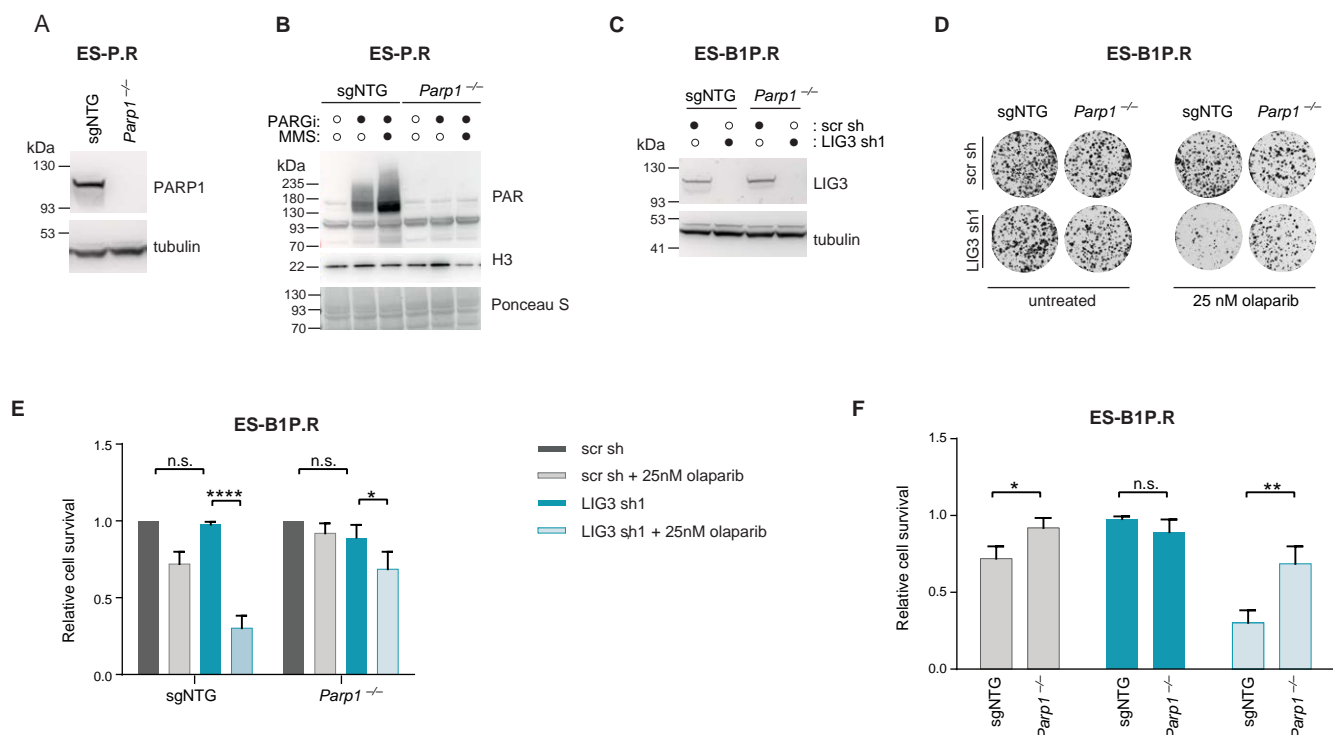 A
ES-P.R
sgNTG
Parp1 –/–
kDa
130
93
53
PARP1
tubulin
B
ES-P.R
sgNTG
Parp1 –/–
PARGi:
MMS:
kDa
235
180
130
93
70
22
130
93
70
PAR
H3
Ponceau S
C
ES-B1P.R
sgNTG
Parp1 –/–
: scr sh
: LIG3 sh1
kDa
130
93
53
41
LIG3
tubulin
D
ES-B1P.R
sgNTG
Parp1 –/–
sgNTG
Parp1 –/–
scr sh
LIG3 sh1
untreated
25 nM olaparib
E
ES-B1P.R
Relative cell survival
1.5
1.0
0.5
0.0
n.s.
****
n.s.
*
sgNTG
Parp1 –/–
scr sh
scr sh + 25nM olaparib
LIG3 sh1
LIG3 sh1 + 25nM olaparib
F
ES-B1P.R
Relative cell survival
1.5
1.0
0.5
0.0
*
n.s.
**
sgNTG
Parp1 –/–
sgNTG
Parp1 –/–
sgNTG
Parp1 –/–